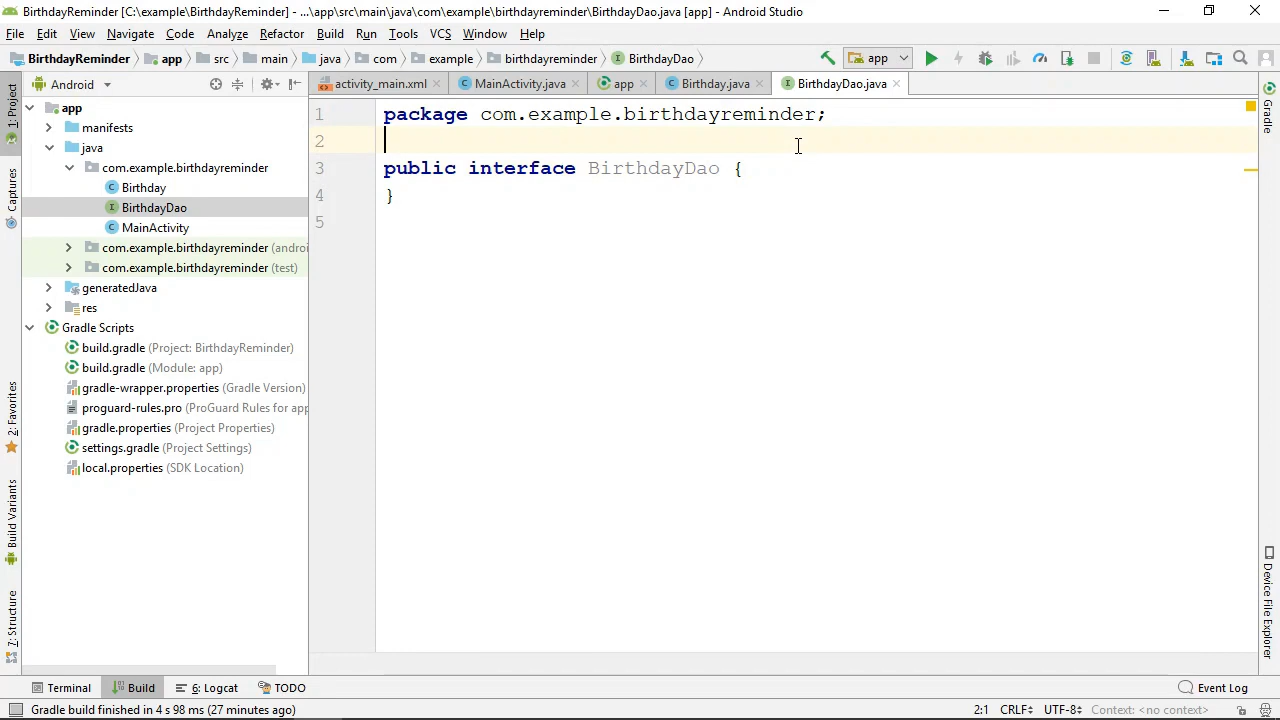 BirthdayReminder [C:\example\BirthdayReminder] - ...\app\src\main\java\com\example\birthdayreminder\BirthdayDao.java [app] - Android Studio
File Edit View Navigate Code Analyze Refactor Build Run Tools VCS Window Help
BirthdayReminder app src main java com example birthdayreminder BirthdayDao app
Android
activity_main.xml MainActivity.java app Birthday.java BirthdayDao.java
1: Project
Captures
2: Favorites
Build Variants
7: Structure
app
manifests
java
com.example.birthdayreminder
Birthday
BirthdayDao
MainActivity
com.example.birthdayreminder (androi
com.example.birthdayreminder (test)
generatedJava
res
Gradle Scripts
build.gradle (Project: BirthdayReminder)
build.gradle (Module: app)
gradle-wrapper.properties (Gradle Version)
proguard-rules.pro (ProGuard Rules for app
gradle.properties (Project Properties)
settings.gradle (Project Settings)
local.properties (SDK Location)
1 package com.example.birthdayreminder;
2
3 public interface BirthdayDao {
4 }
5
Gradle
Device File Explorer
Terminal Build 6: Logcat TODO Event Log
Gradle build finished in 4 s 98 ms (27 minutes ago) 2:1 CRLF UTF-8 Context: <no context>